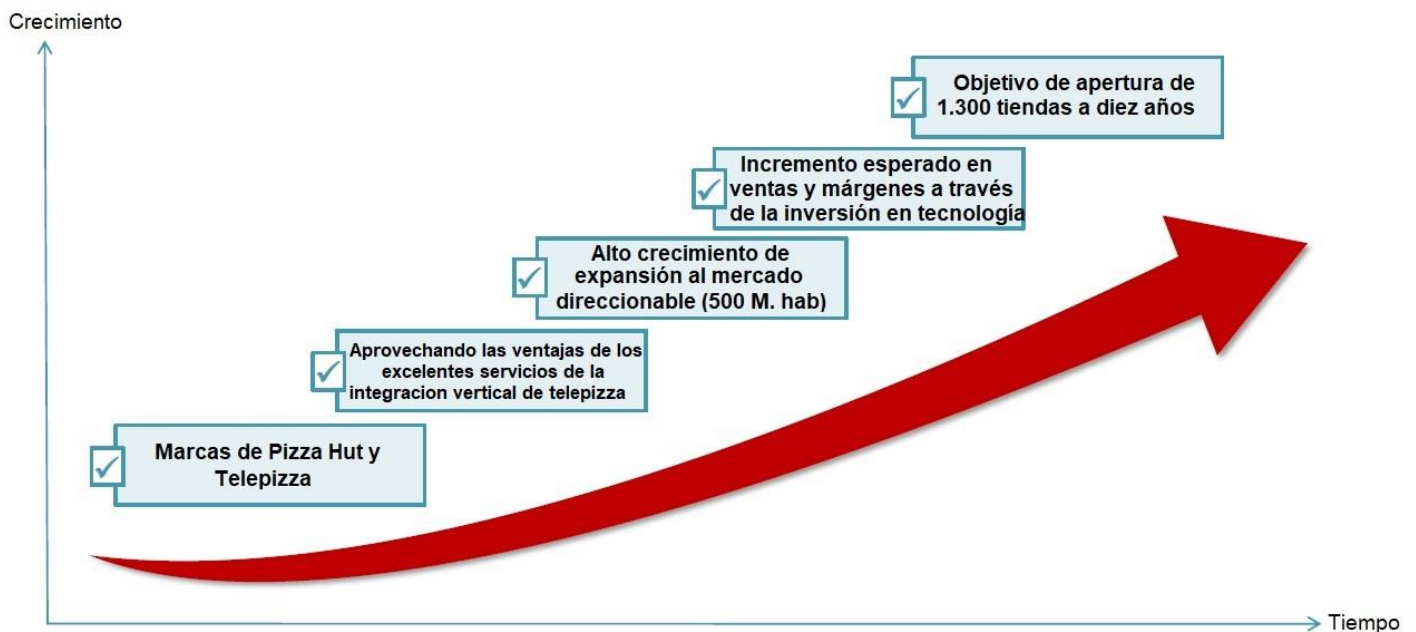 Crecimiento
Objetivo de apertura de
1.300 tiendas a diez años
Incremento esperado en
ventas y márgenes a través
de la inversión en tecnología
Alto crecimiento de
expansión al mercado
direccionable (500 M. hab)
Aprovechando las ventajas de los
excelentes servicios de la
integracion vertical de telepizza
Marcas de Pizza Hut y
Telepizza
Tiempo